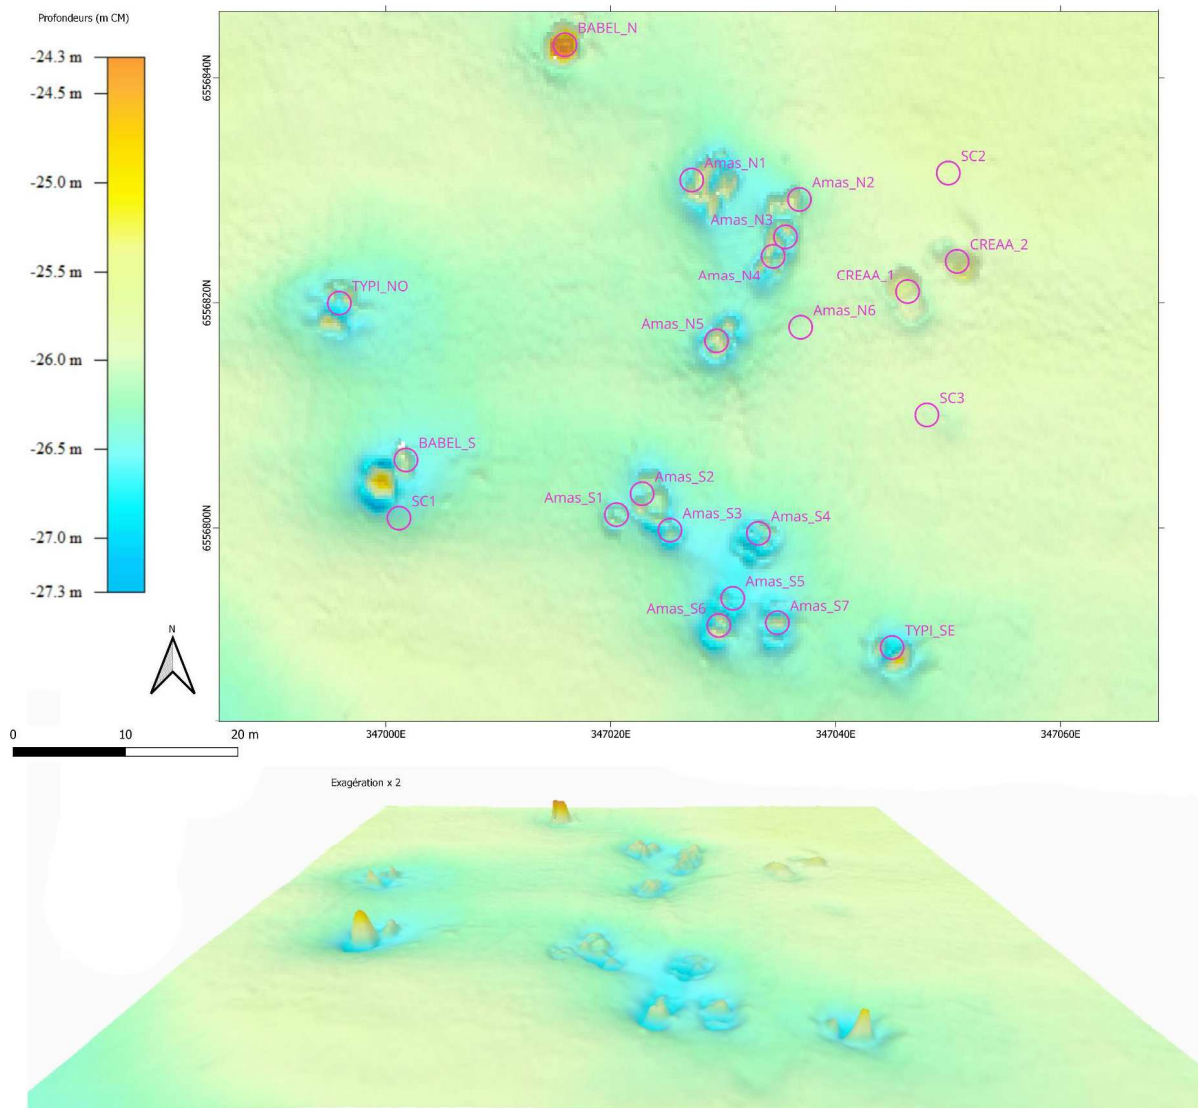 Profondeurs (m CM)
-24.3 m
-24.5 m
-25.0 m
-25.5 m
-26.0 m
-26.5 m
-27.0 m
-27.3 m
N
0 10 20 m
6556840N
6556820N
6556800N
BABEL_N
SC2
Amas_N1
Amas_N2
Amas_N3
CREAA_2
Amas_N4
CREAA_1
TYPI_NO
Amas_N6
Amas_N5
SC3
BABEL_S
Amas_S2
Amas_S1
SC1
Amas_S3
Amas_S4
Amas_S5
Amas_S6
Amas_S7
TYPI_SE
347000E 347020E 347040E 347060E
Exagération x 2